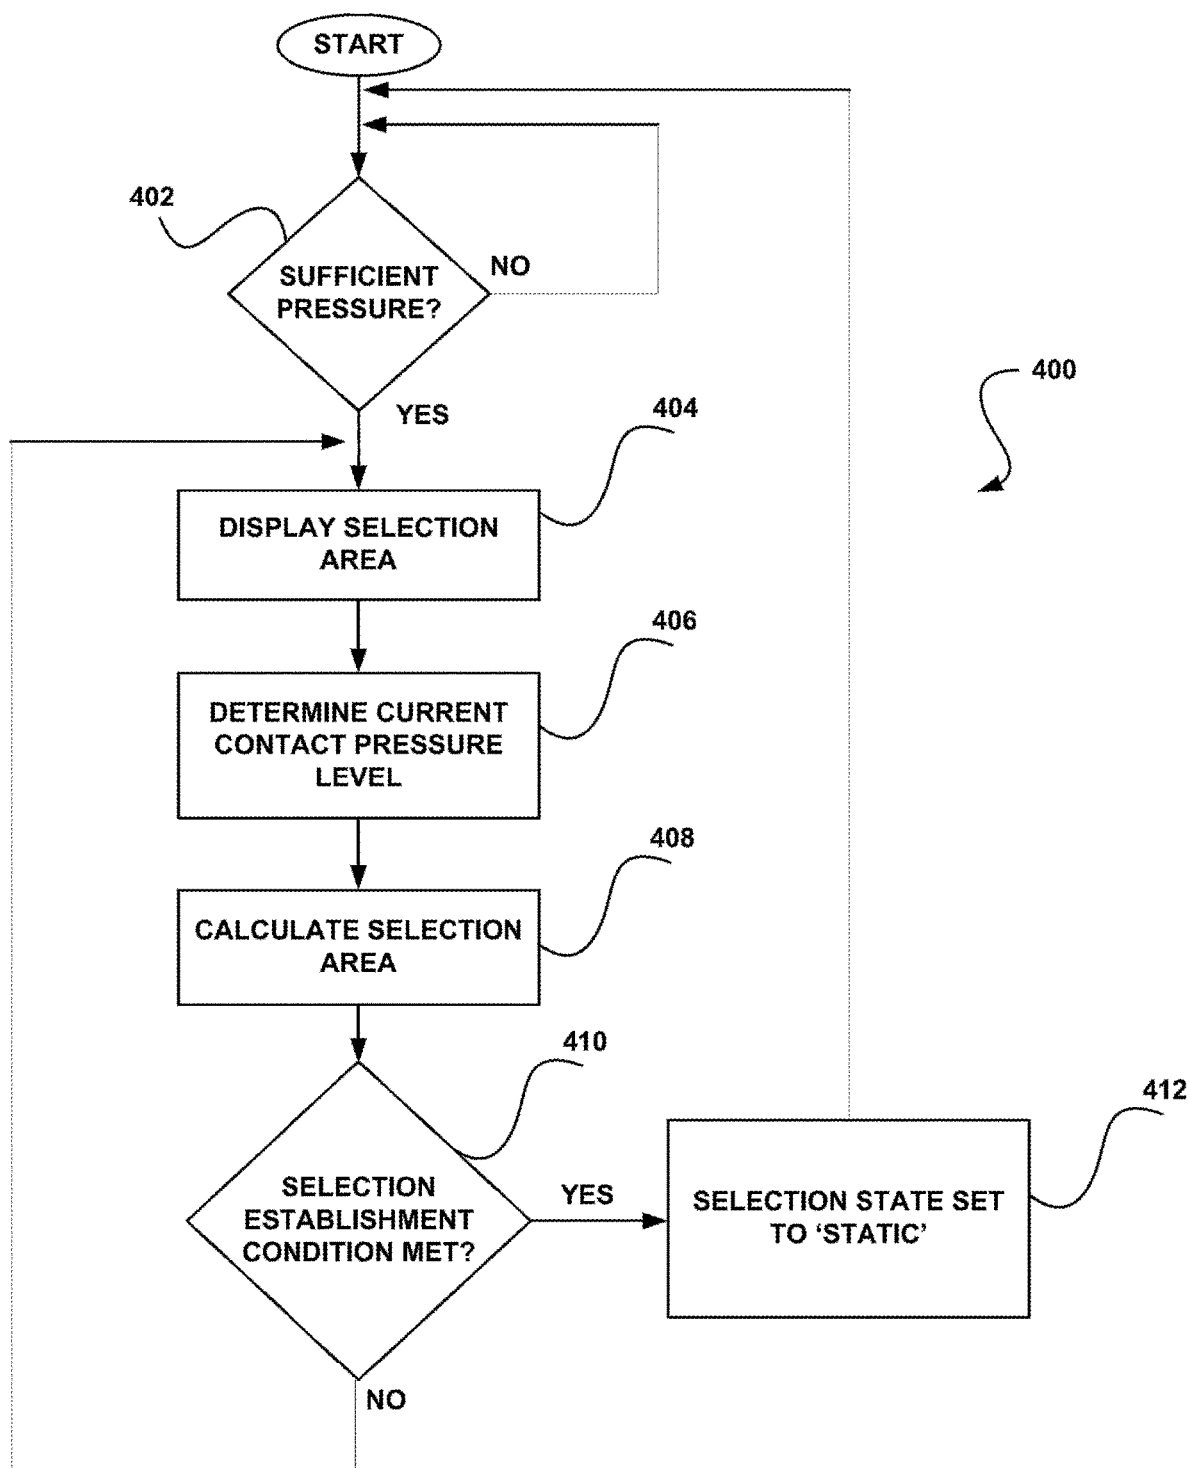 START
402
SUFFICIENT
PRESSURE?
NO
400
YES
404
DISPLAY SELECTION
AREA
406
DETERMINE CURRENT
CONTACT PRESSURE
LEVEL
408
CALCULATE SELECTION
AREA
410
412
SELECTION
ESTABLISHMENT
CONDITION MET?
YES
SELECTION STATE SET
TO ‘STATIC’
NO